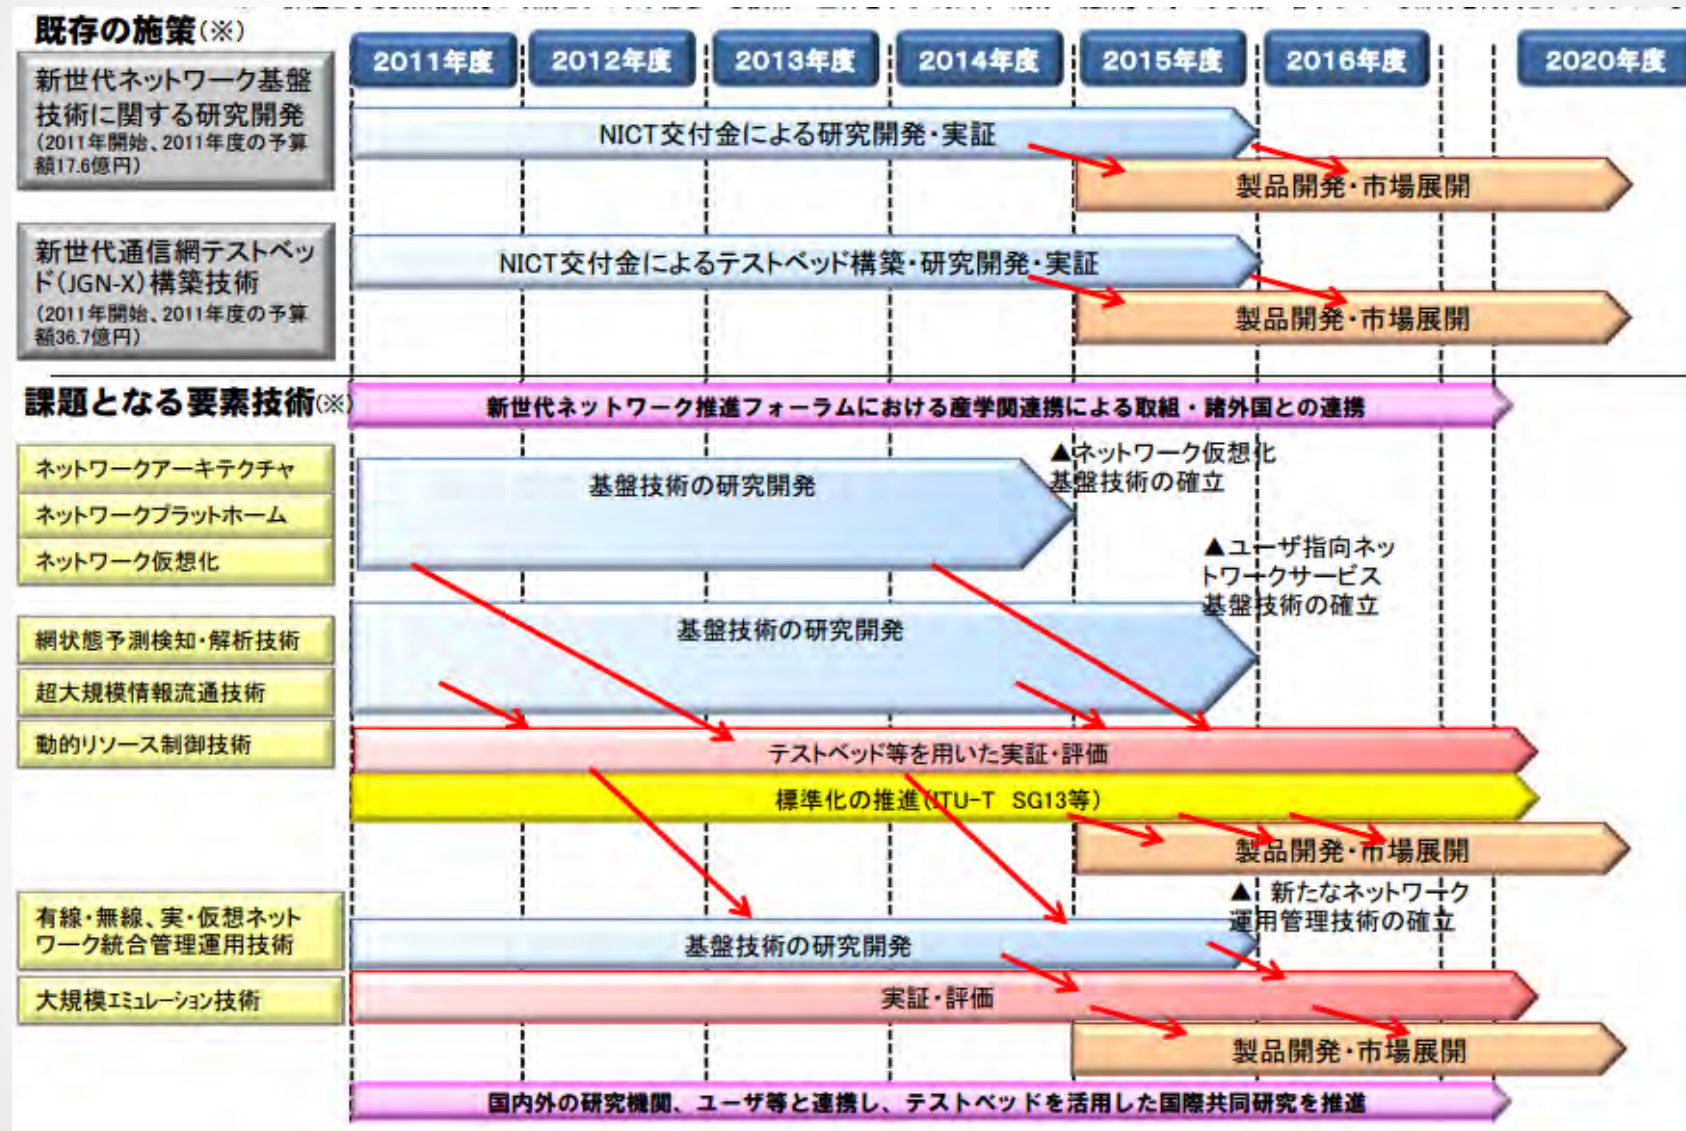 既存の施策(※)
2011年度
2012年度
2013年度
2014年度
2015年度
2016年度
2020年度
新世代ネットワーク基盤
技術に関する研究開発
(2011年開始、2011年度の予算
額17.6億円)
NICT交付金による研究開発・実証
製品開発・市場展開
新世代通信網テストベッ
ド(JGN-X)構築技術
(2011年開始、2011年度の予算
額36.7億円)
NICT交付金によるテストベッド構築・研究開発・実証
製品開発・市場展開
課題となる要素技術(※)
新世代ネットワーク推進フォーラムにおける産学関連携による取組・諸外国との連携
ネットワークアーキテクチャ
ネットワークプラットホーム
ネットワーク仮想化
基盤技術の研究開発
▲ネットワーク仮想化
基盤技術の確立
▲ユーザ指向ネッ
トワークサービス
基盤技術の確立
網状態予測検知・解析技術
超大規模情報流通技術
動的リソース制御技術
基盤技術の研究開発
テストベッド等を用いた実証・評価
標準化の推進(ITU-T SG13等)
製品開発・市場展開
▲ 新たなネットワーク
運用管理技術の確立
有線・無線、実・仮想ネット
ワーク統合管理運用技術
基盤技術の研究開発
大規模エミュレーション技術
実証・評価
製品開発・市場展開
国内外の研究機関、ユーザ等と連携し、テストベッドを活用した国際共同研究を推進